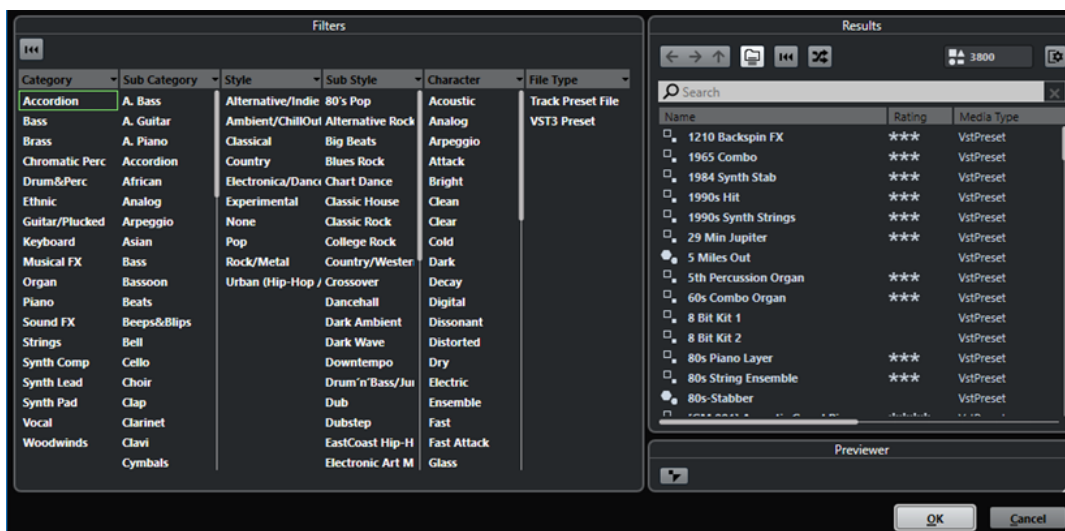 Filters
Category Sub Category Style Sub Style Character File Type
Accordion A. Bass Alternative/Indie 80's Pop Acoustic Track Preset File
Bass A. Guitar Ambient/ChillOut Alternative Rock Analog VST3 Preset
Brass A. Piano Classical Big Beats Arpeggio
Chromatic Perc Accordion Country Blues Rock Attack
Drum&Perc African Electronica/Danc Chart Dance Bright
Ethnic Analog Experimental Classic House Clean
Guitar/Plucked Arpeggio None Classic Rock Clear
Keyboard Asian Pop College Rock Cold
Musical FX Bass Rock/Metal Country/Wester Dark
Organ Bassoon Urban (Hip-Hop / Crossover Decay
Piano Beats Dancehall Digital
Sound FX Beeps&Blips Dark Ambient Dissonant
Strings Bell Dark Wave Distorted
Synth Comp Cello Downtempo Dry
Synth Lead Choir Drum´n´Bass/Ju Electric
Synth Pad Clap Dub Ensemble
Vocal Clarinet Dubstep Fast
Woodwinds Clavi EastCoast Hip-H Fast Attack
Cymbals Electronic Art M Glass
Results
3800
Search
Name Rating Media Type
1210 Backspin FX *** VstPreset
1965 Combo *** VstPreset
1984 Synth Stab *** VstPreset
1990s Hit *** VstPreset
1990s Synth Strings *** VstPreset
29 Min Jupiter *** VstPreset
5 Miles Out VstPreset
5th Percussion Organ *** VstPreset
60s Combo Organ *** VstPreset
8 Bit Kit 1 VstPreset
8 Bit Kit 2 VstPreset
80s Piano Layer *** VstPreset
80s String Ensemble *** VstPreset
80s-Stabber VstPreset
Previewer
OK Cancel